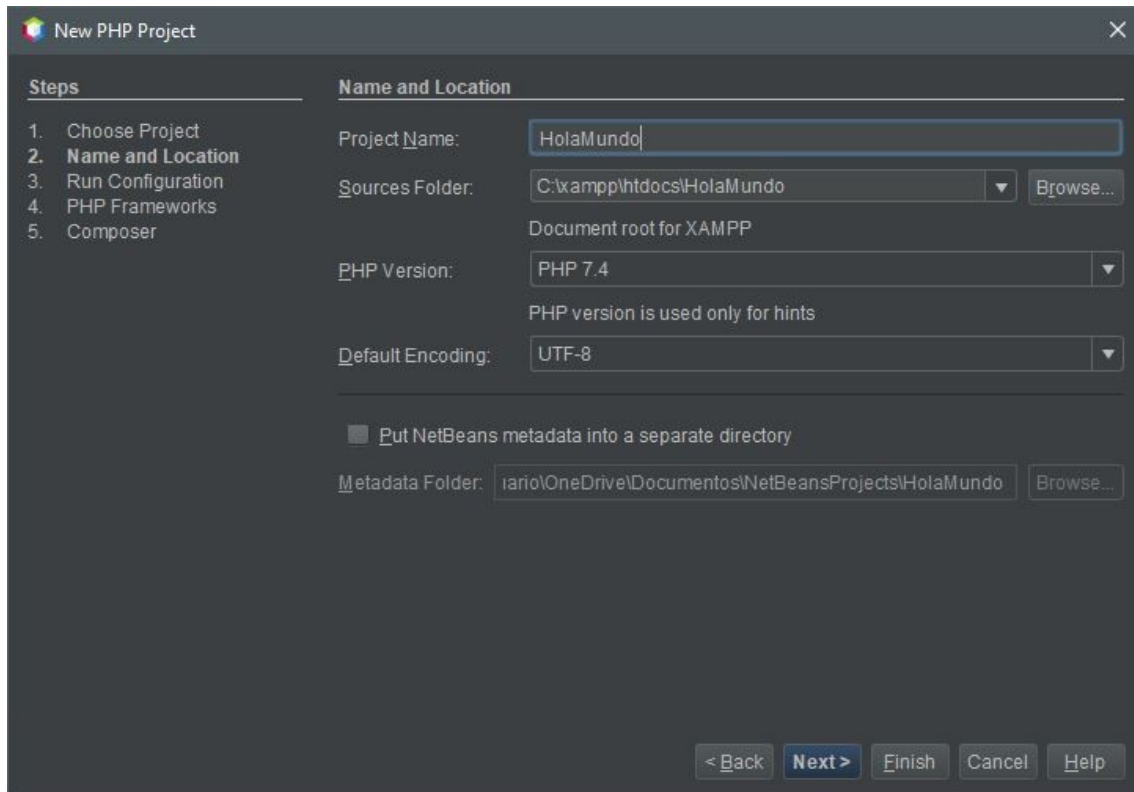 New PHP Project
Steps
1. Choose Project
2. Name and Location
3. Run Configuration
4. PHP Frameworks
5. Composer
Name and Location
Project Name: HolaMundo
Sources Folder: C:\xampp\htdocs\HolaMundo Browse...
Document root for XAMPP
PHP Version: PHP 7.4
PHP version is used only for hints
Default Encoding: UTF-8
Put NetBeans metadata into a separate directory
Metadata Folder: ıario\OneDrive\Documentos\NetBeansProjects\HolaMundo Browse...
< Back Next > Finish Cancel Help